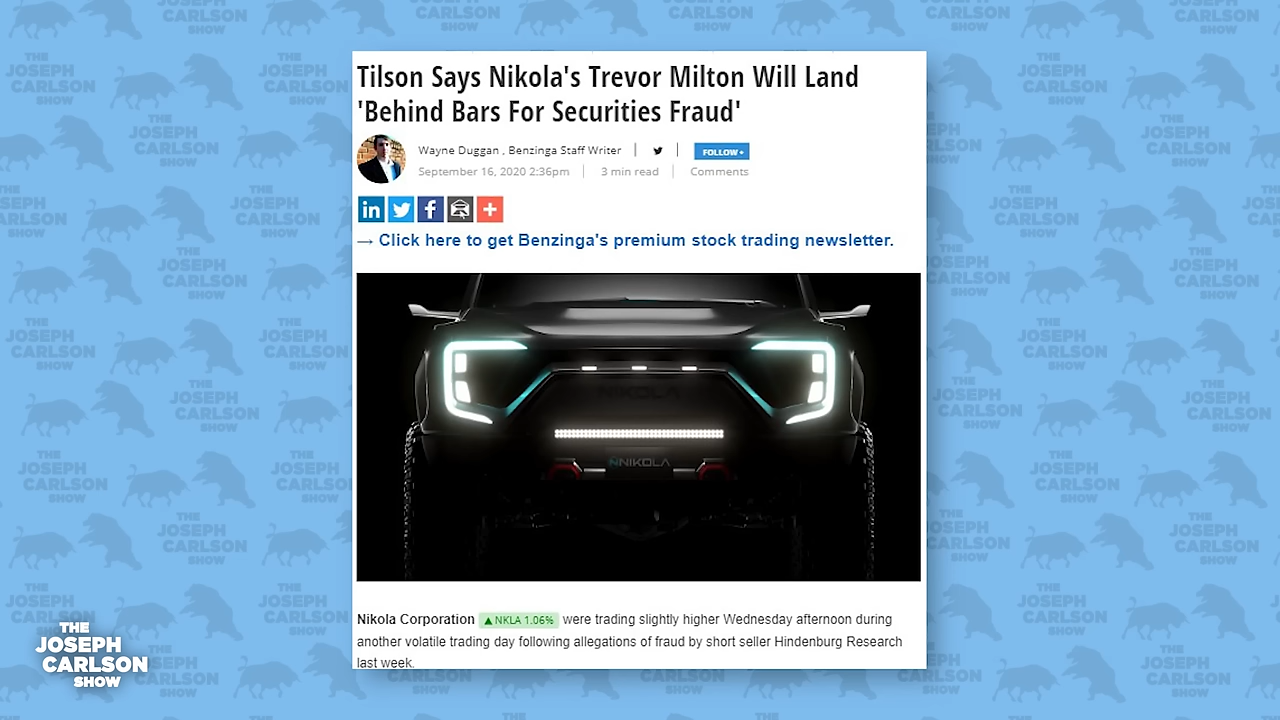 Tilson Says Nikola's Trevor Milton Will Land
'Behind Bars For Securities Fraud'
Wayne Duggan , Benzinga Staff Writer
FOLLOW+
September 16, 2020 2:36pm
3 min read
Comments
→ Click here to get Benzinga's premium stock trading newsletter.
NIKOLA
NIKOLA
Nikola Corporation ▲ NKLA 1.06% were trading slightly higher Wednesday afternoon during
another volatile trading day following allegations of fraud by short seller Hindenburg Research
last week.
THE
JOSEPH
CARLSON
SHOW